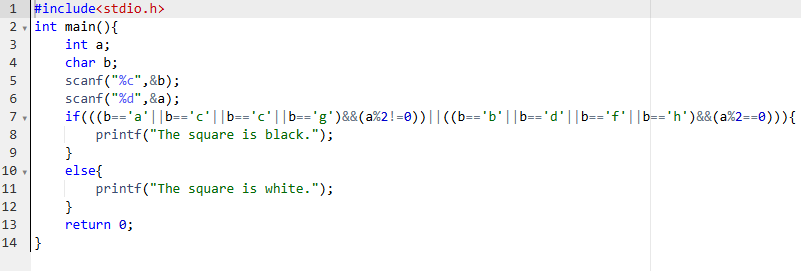 1 #include<stdio.h>
2 int main(){
3     int a;
4     char b;
5     scanf("%c",&b);
6     scanf("%d",&a);
7     if(((b=='a'||b=='c'||b=='c'||b=='g')&&(a%2!=0))||((b=='b'||b=='d'||b=='f'||b=='h')&&(a%2==0))){
8         printf("The square is black.");
9     }
10     else{
11         printf("The square is white.");
12     }
13     return 0;
14 }